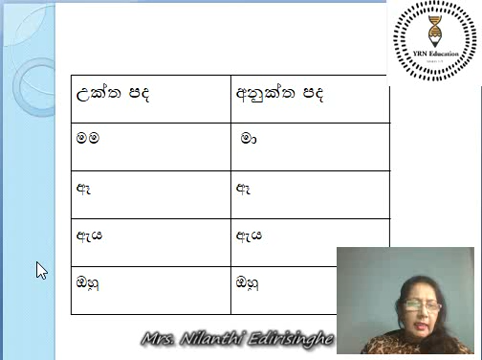 YRN Education
උක්ත පද අනුක්ත පද
මම මා
ඈ ඈ
ඇය ඇය
ඔහු ඔහු
Mrs. Nilanthi Edirisinghe